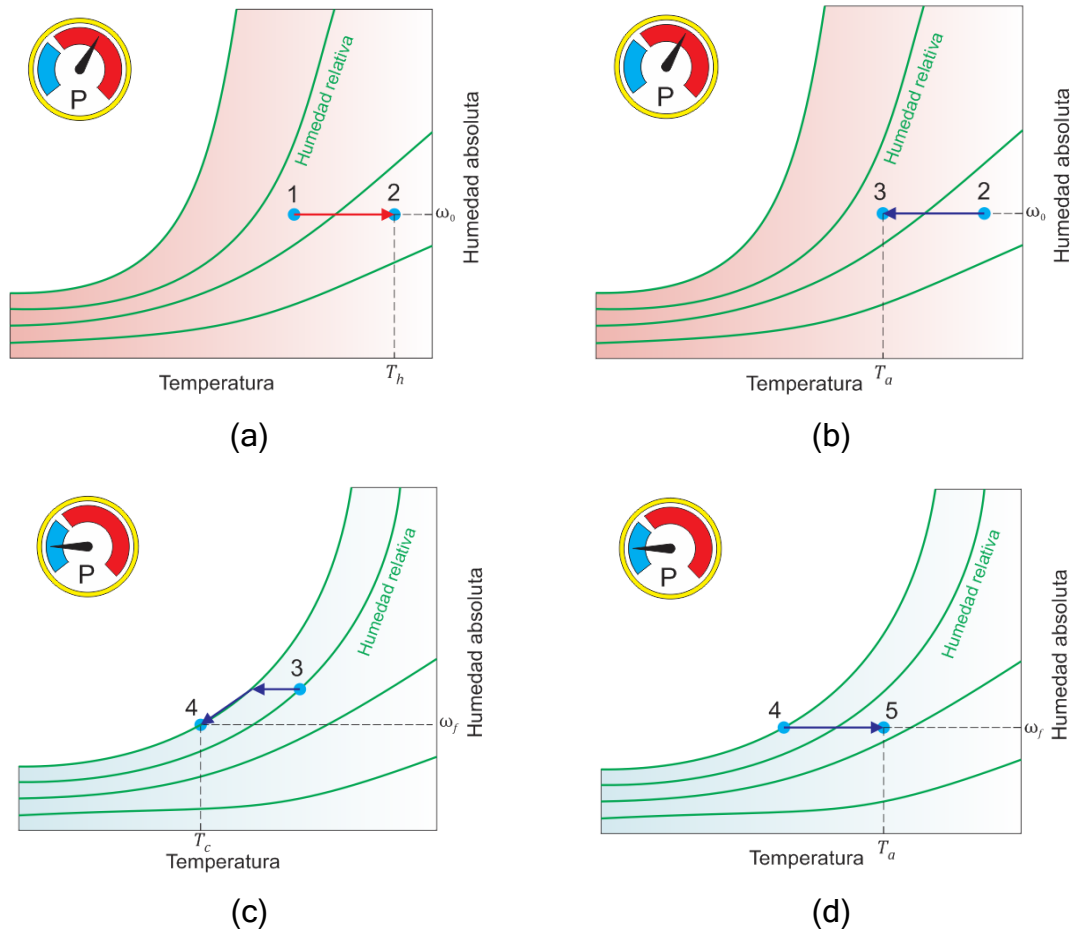 P
Humedad relativa
1
2
ω₀
Humedad absoluta
Temperatura
Tₕ
(a)
P
Humedad relativa
3
2
ω₀
Humedad absoluta
Temperatura
Tₐ
(b)
P
Humedad relativa
3
4
ω_f
Humedad absoluta
T_c
Temperatura
(c)
P
Humedad relativa
4
5
ω_f
Humedad absoluta
Temperatura
Tₐ
(d)